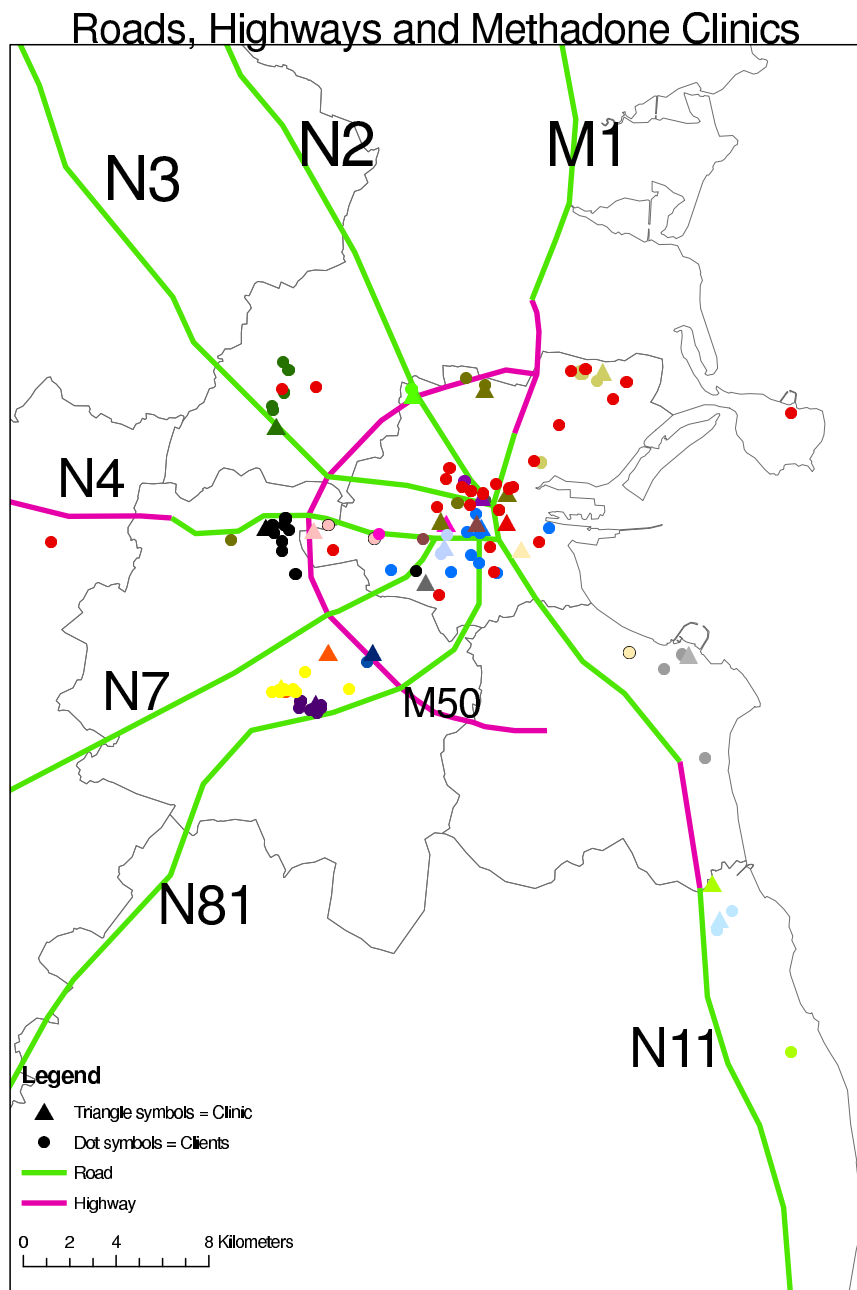 Roads, Highways and Methadone Clinics
N2
M1
N3
N4
N7
M50
N81
N11
Legend
Triangle symbols = Clinic
Dot symbols = Clients
Road
Highway
0 2 4 8 Kilometers